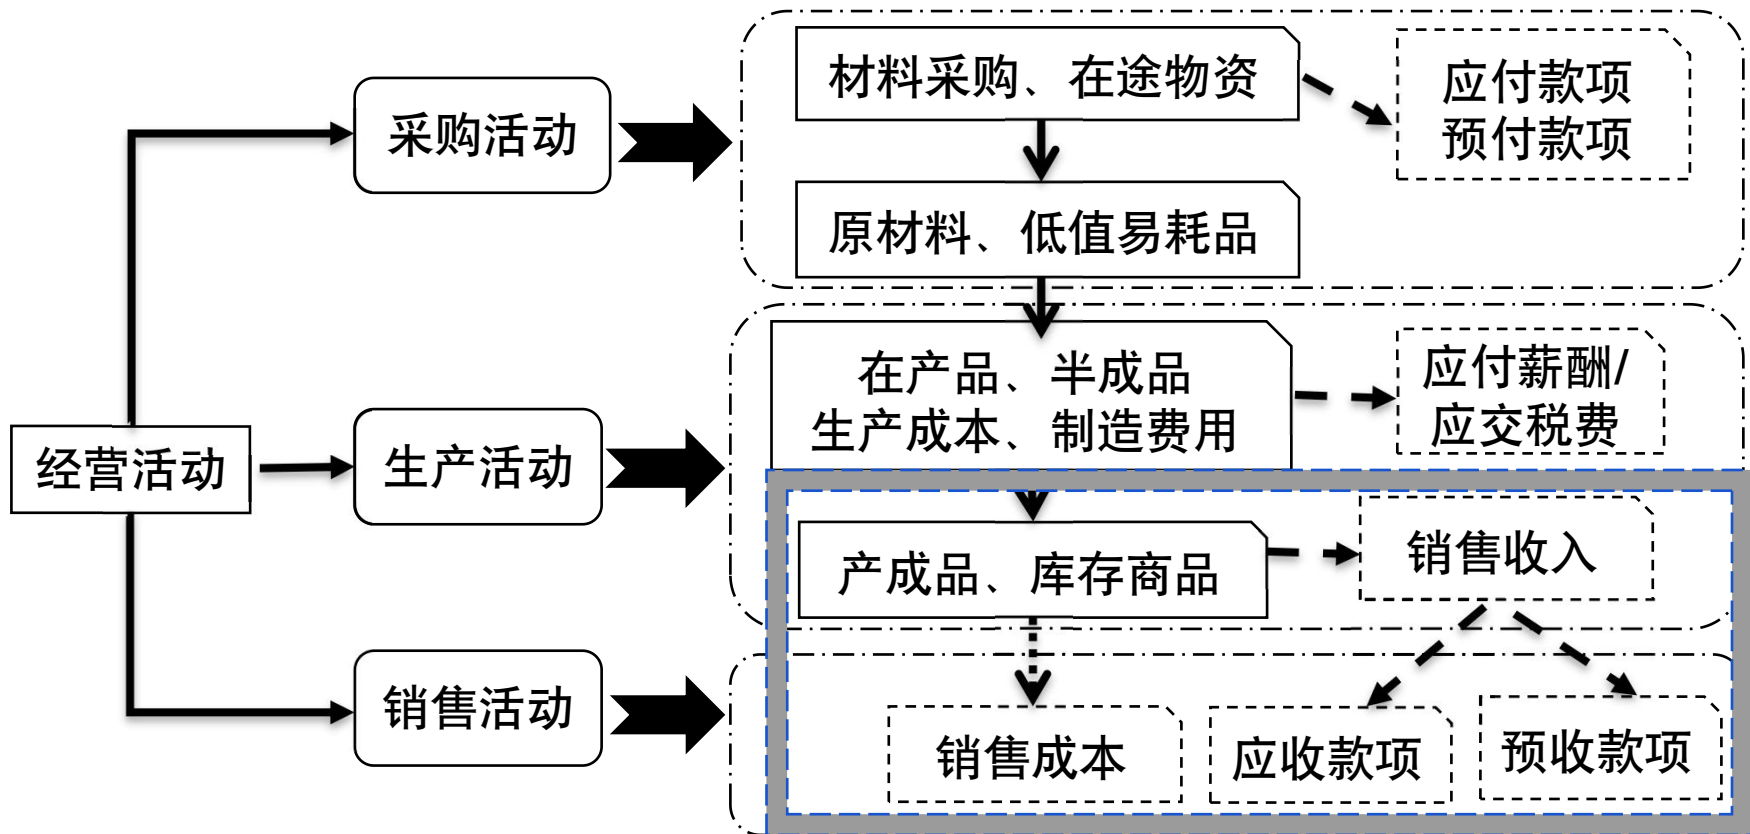 经营活动
采购活动
材料采购、在途物资
应付款项
预付款项
原材料、低值易耗品
生产活动
在产品、半成品
生产成本、制造费用
应付薪酬/
应交税费
产成品、库存商品
销售收入
销售活动
销售成本
应收款项
预收款项